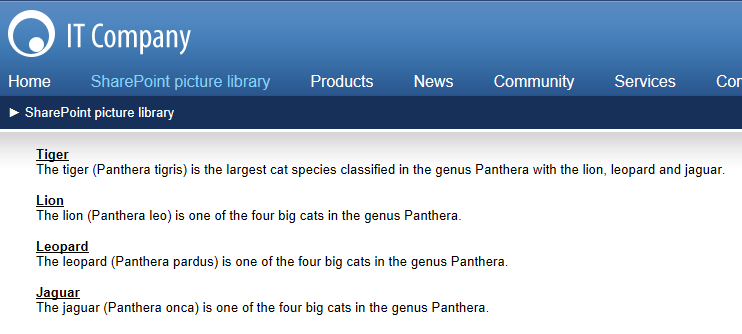 IT Company
Home SharePoint picture library Products News Community Services
► SharePoint picture library
Tiger
The tiger (Panthera tigris) is the largest cat species classified in the genus Panthera with the lion, leopard and jaguar.
Lion
The lion (Panthera leo) is one of the four big cats in the genus Panthera.
Leopard
The leopard (Panthera pardus) is one of the four big cats in the genus Panthera.
Jaguar
The jaguar (Panthera onca) is one of the four big cats in the genus Panthera.